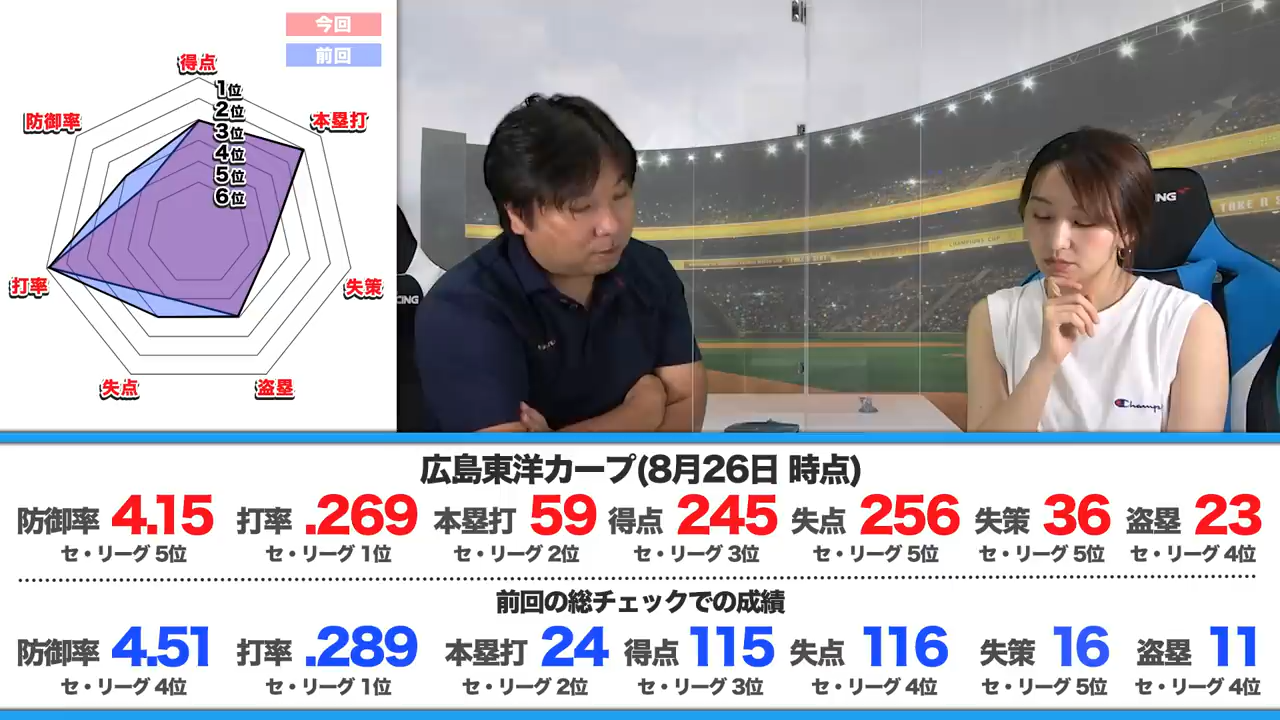 今回
前回
得点
1位
2位
3位
4位
5位
6位
防御率
本塁打
打率
失策
失点
盗塁
CING
ING
TAKE A S
CHAMPIONS CUP
Champ
広島東洋カープ(8月26日 時点)
防御率 4.15 打率 .269 本塁打 59 得点 245 失点 256 失策 36 盗塁 23
セ・リーグ 5位 セ・リーグ 1位 セ・リーグ 2位 セ・リーグ 3位 セ・リーグ 5位 セ・リーグ 5位 セ・リーグ 4位
前回の総チェックでの成績
防御率 4.51 打率 .289 本塁打 24 得点 115 失点 116 失策 16 盗塁 11
セ・リーグ 4位 セ・リーグ 1位 セ・リーグ 2位 セ・リーグ 3位 セ・リーグ 4位 セ・リーグ 5位 セ・リーグ 4位